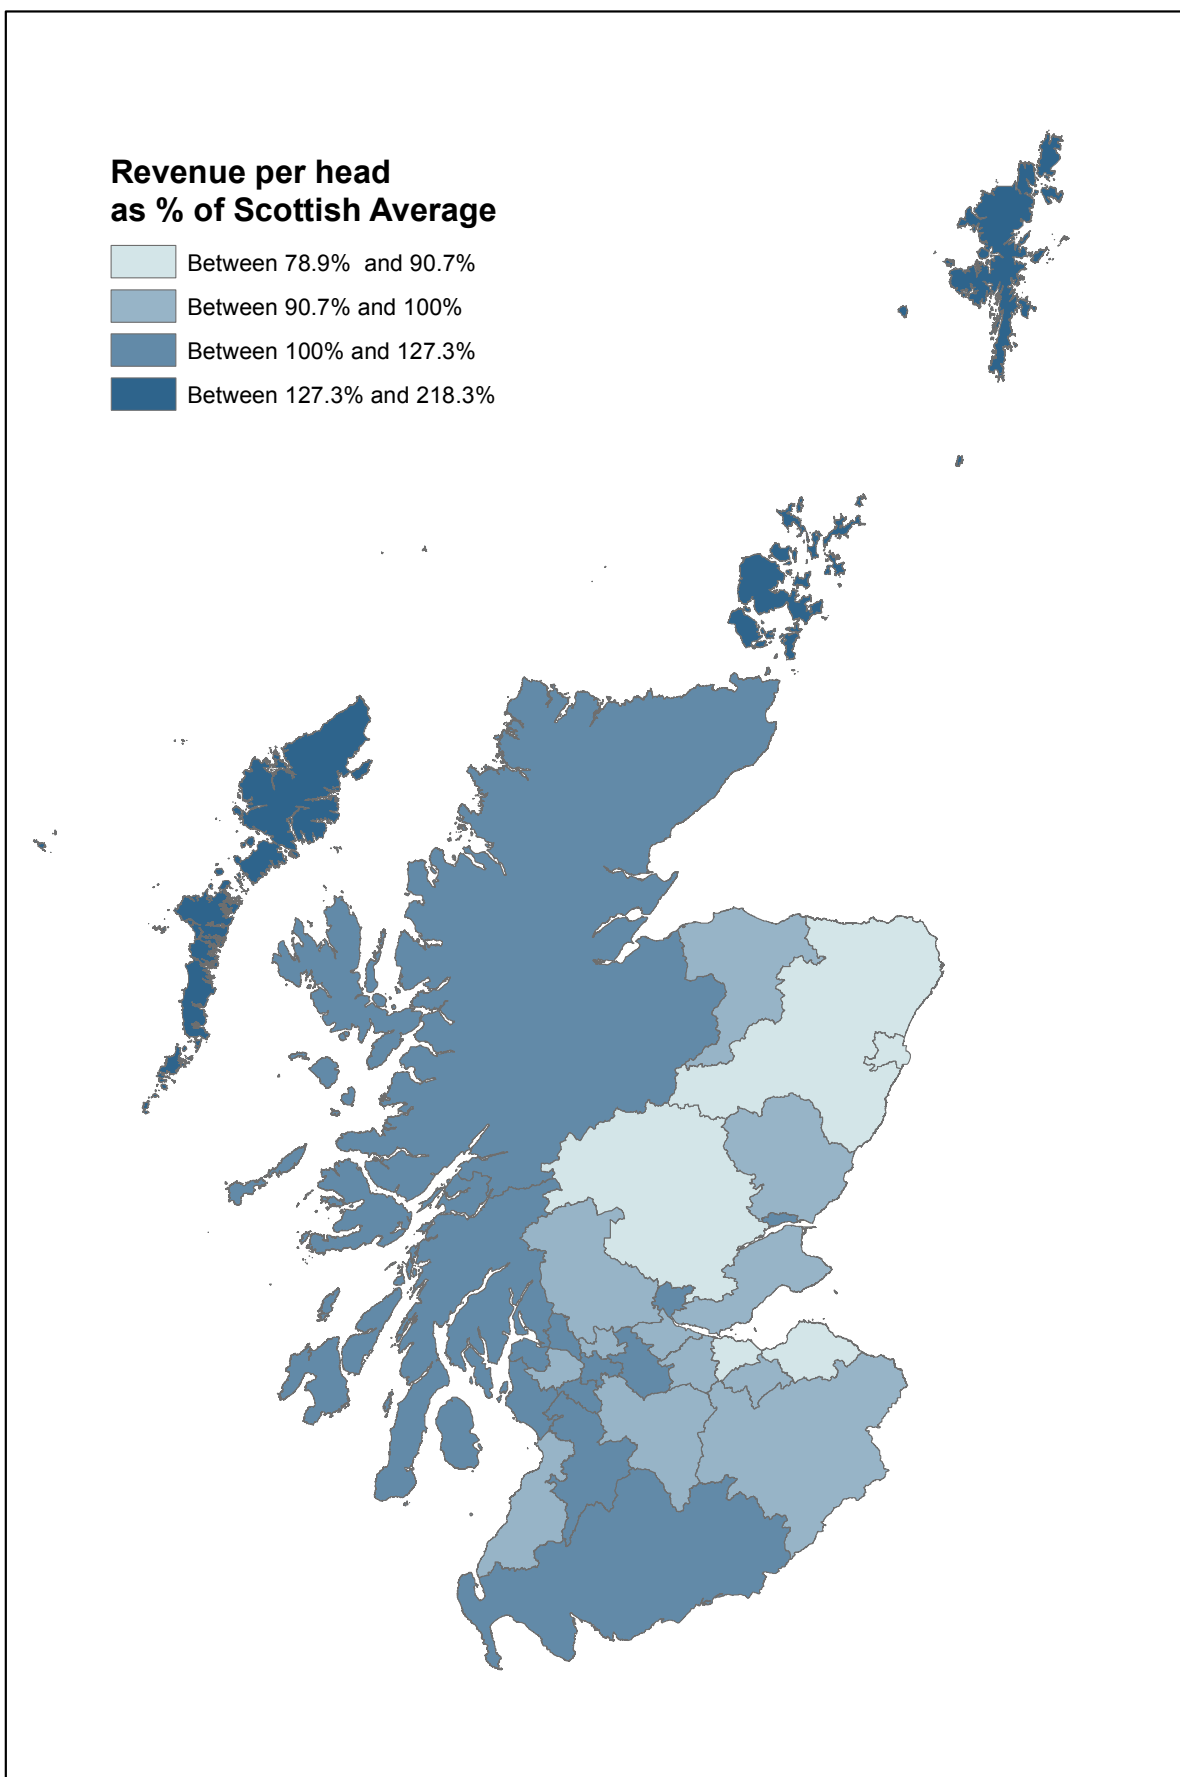 Revenue per head
as % of Scottish Average
Between 78.9%  and 90.7%
Between 90.7% and 100%
Between 100% and 127.3%
Between 127.3% and 218.3%